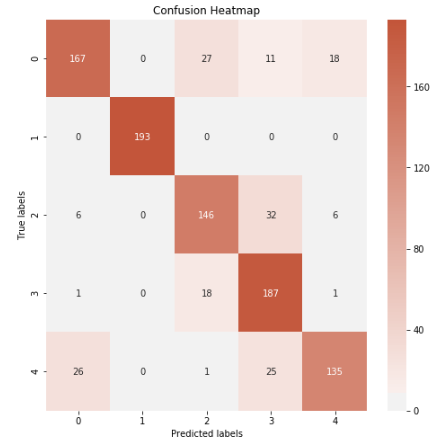 Confusion Heatmap
0 167 0 27 11 18
1 0 193 0 0 0
2 6 0 146 32 6
3 1 0 18 187 1
4 26 0 1 25 135
0 1 2 3 4
True labels
Predicted labels
160
120
80
40
0